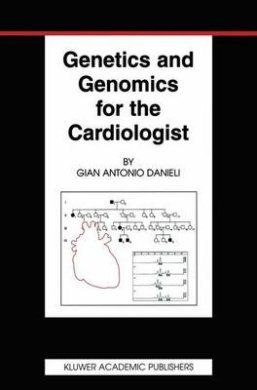 Genetics and
Genomics
for the
Cardiologist
BY
GIAN ANTONIO DANIELI
KLUWER ACADEMIC PUBLISHERS